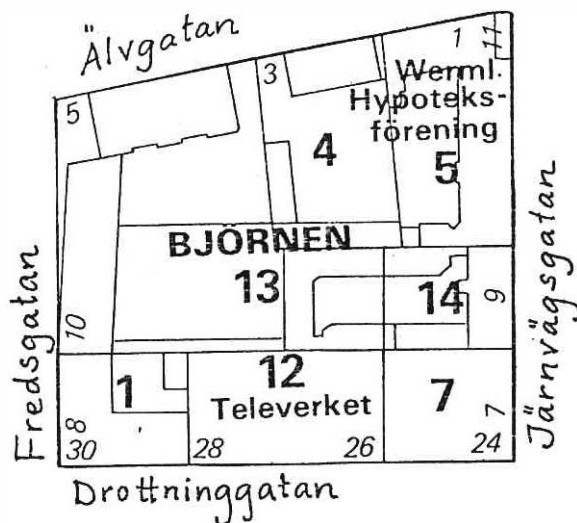 Älvgatan
11
1
3
5
Werml.
Hypoteks-
förening
4
5
BJÖRNEN
13
14
9
10
Fredsgatan
Järnvägsgatan
1
12
Televerket
7
7
8
30
28
26
24
Drottninggatan